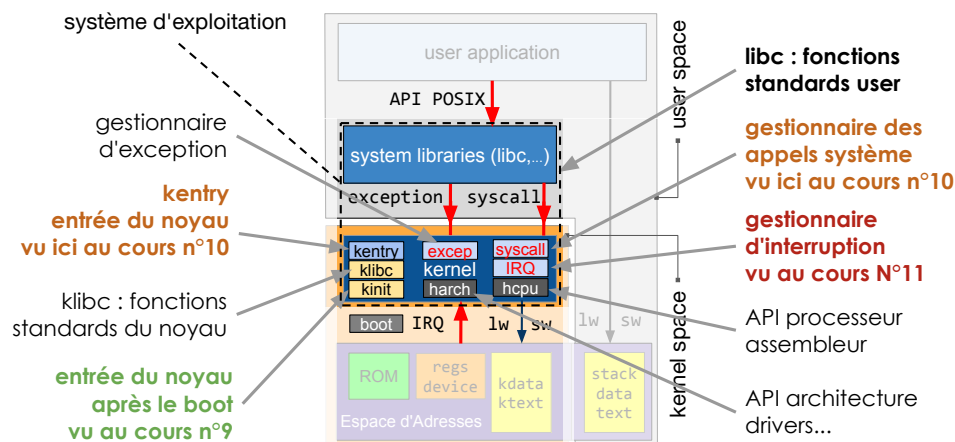 système d'exploitation
user application
API POSIX
libc : fonctions
standards user
user space
gestionnaire
d'exception
system libraries (libc,...)
gestionnaire des
appels système
vu ici au cours n°10
exception syscall
kentry
entrée du noyau
vu ici au cours n°10
gestionnaire
d'interruption
vu au cours N°11
kentry excep syscall
klibc kernel IRQ
kinit harch hcpu
klibc : fonctions
standards du noyau
boot IRQ lw sw lw sw
API processeur
assembleur
kernel space
entrée du noyau
après le boot
vu au cours n°9
ROM
regs
device
kdata
ktext
stack
data
text
Espace d'Adresses
API architecture
drivers...